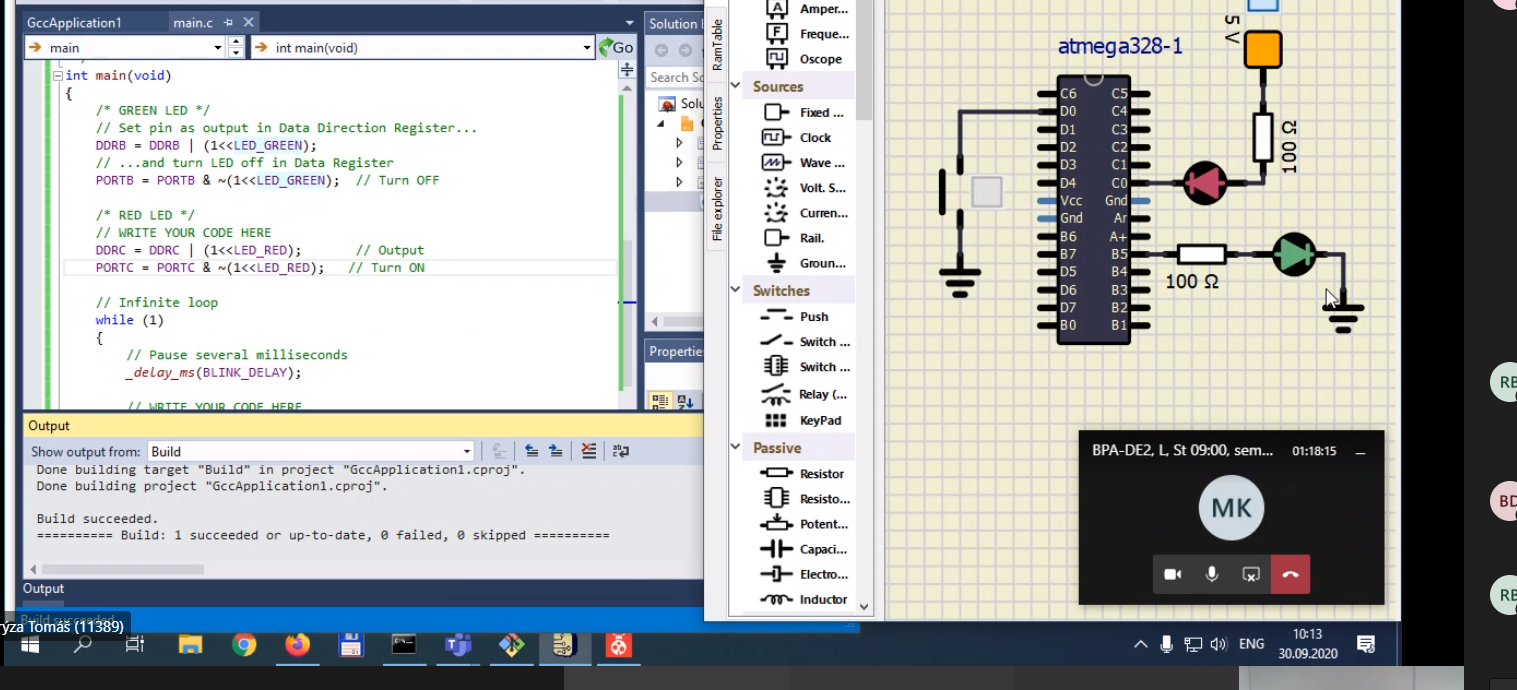 GccApplication1
main.c
Solution
main
int main(void)
Go
int main(void)
{
/* GREEN LED */
// Set pin as output in Data Direction Register...
DDRB = DDRB | (1<<LED_GREEN);
// ...and turn LED off in Data Register
PORTB = PORTB & ~(1<<LED_GREEN); // Turn OFF
/* RED LED */
// WRITE YOUR CODE HERE
DDRC = DDRC | (1<<LED_RED); // Output
PORTC = PORTC & ~(1<<LED_RED); // Turn ON
// Infinite loop
while (1)
{
// Pause several milliseconds
_delay_ms(BLINK_DELAY);
// WRITE YOUR CODE HERE
Search So
Solu
Propertie
Output
Show output from: Build
Done building target "Build" in project "GccApplication1.cproj".
Done building project "GccApplication1.cproj".
Build succeeded.
========== Build: 1 succeeded or up-to-date, 0 failed, 0 skipped ==========
Output
Build succeeded
rýza Tomáš (11389)
RamTable
Properties
File explorer
Amper...
Freque...
Oscope
Sources
Fixed ...
Clock
Wave ...
Volt. S...
Curren...
Rail.
Groun...
Switches
Push
Switch ...
Switch ...
Relay (...
KeyPad
Passive
Resistor
Resisto...
Potent...
Capaci...
Electro...
Inductor
atmega328-1
5 V
100 Ω
C6 C5
D0 C4
D1 C3
D2 C2
D3 C1
D4 C0
Vcc Gnd
Gnd Ar
B6 A+
B7 B5
D5 B4
D6 B3
D7 B2
B0 B1
100 Ω
BPA-DE2, L, St 09:00, sem... 01:18:15
MK
RB
BD
RB
ENG
10:13
30.09.2020